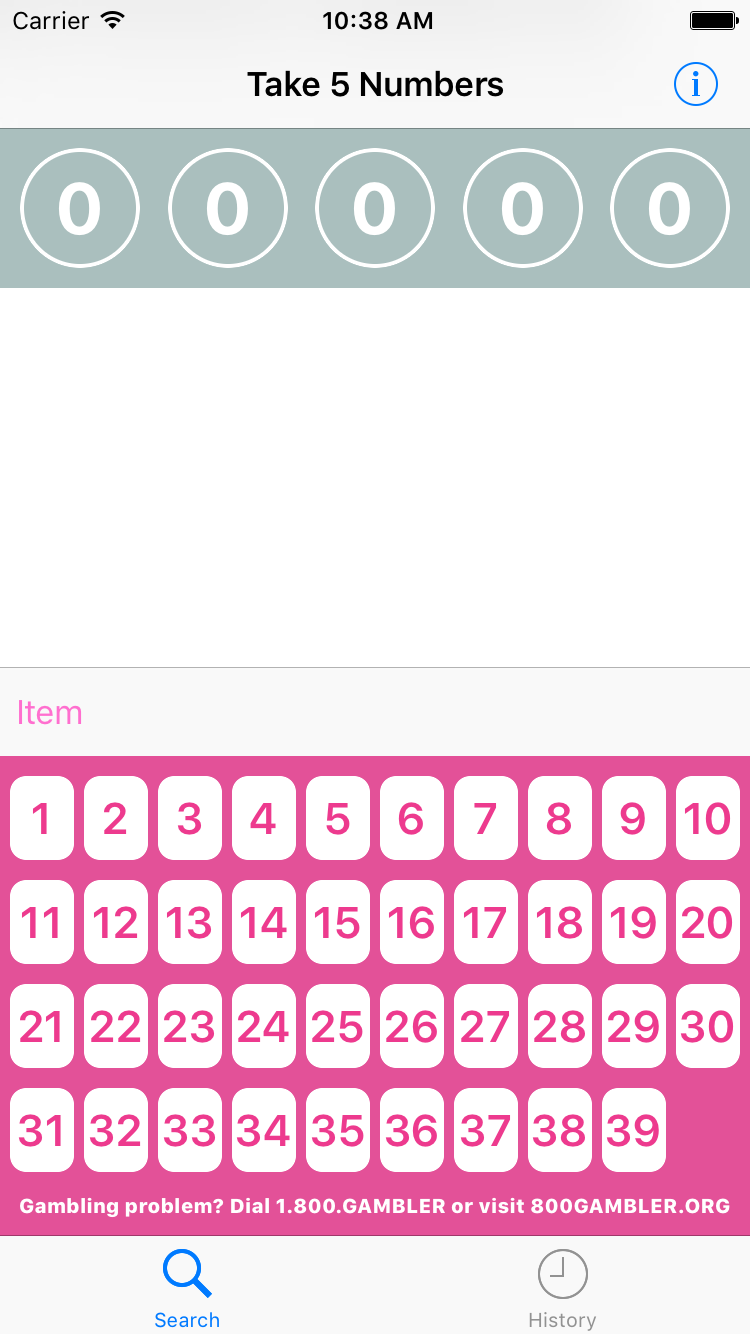 Carrier 10:38 AM
Take 5 Numbers i
0 0 0 0 0
Item
1 2 3 4 5 6 7 8 9 10
11 12 13 14 15 16 17 18 19 20
21 22 23 24 25 26 27 28 29 30
31 32 33 34 35 36 37 38 39
Gambling problem? Dial 1.800.GAMBLER or visit 800GAMBLER.ORG
Search History